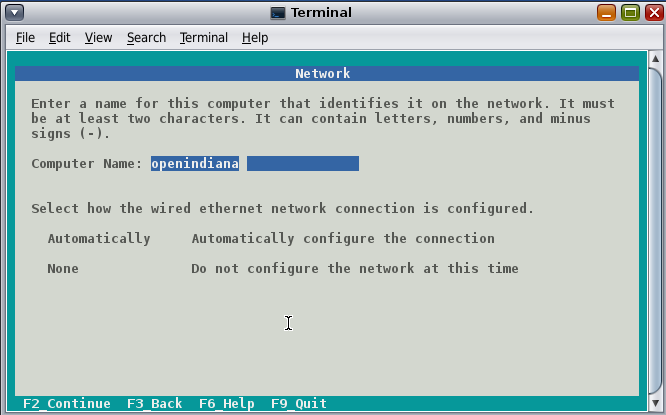 Terminal
File Edit View Search Terminal Help
Network
Enter a name for this computer that identifies it on the network. It must
be at least two characters. It can contain letters, numbers, and minus
signs (-).
Computer Name: openindiana
Select how the wired ethernet network connection is configured.
Automatically Automatically configure the connection
None Do not configure the network at this time
F2_Continue F3_Back F6_Help F9_Quit